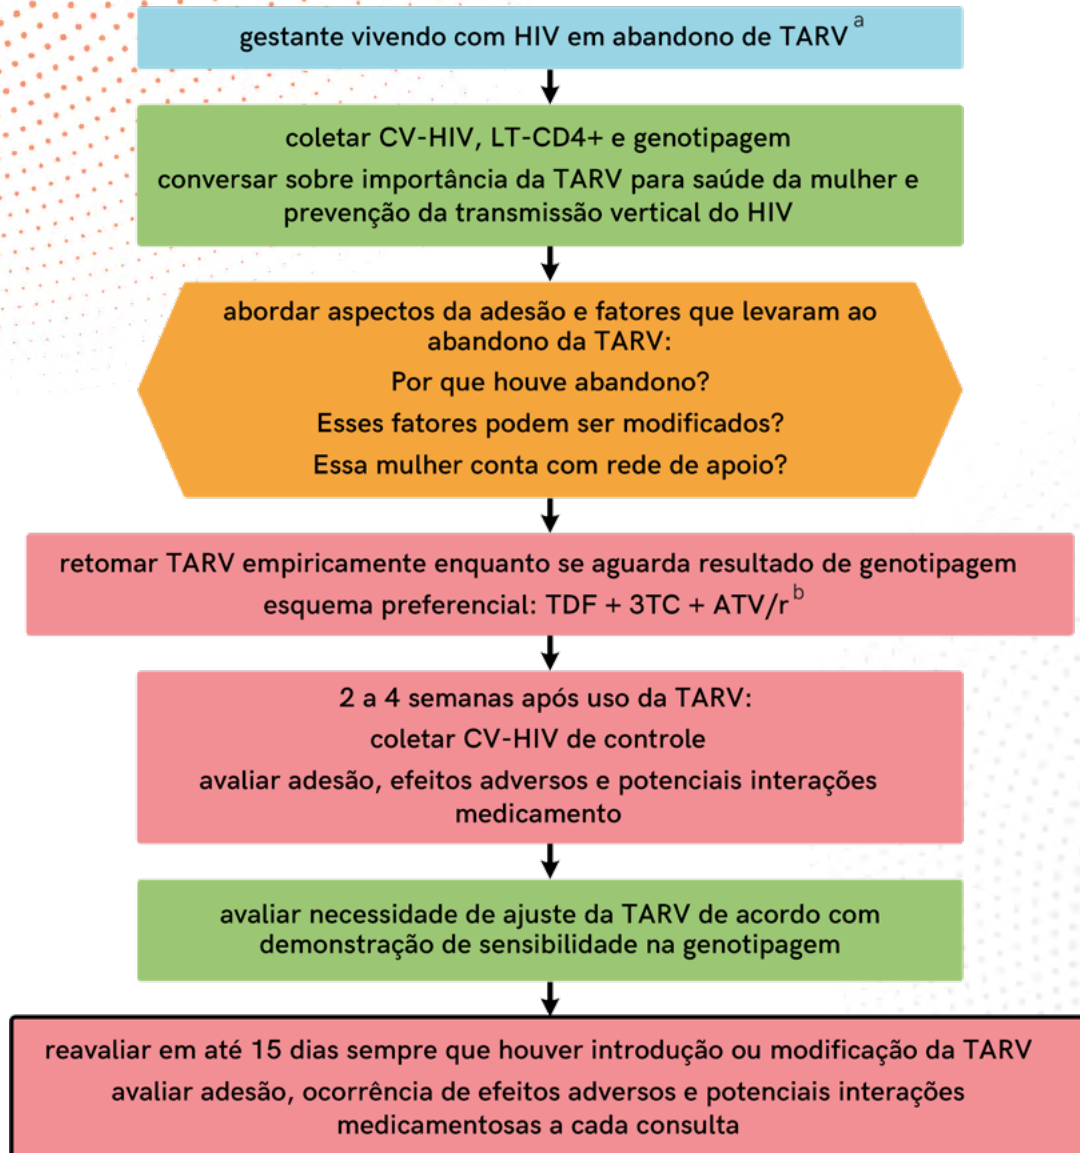 gestante vivendo com HIV em abandono de TARV a
coletar CV-HIV, LT-CD4+ e genotipagem
conversar sobre importância da TARV para saúde da mulher e
prevenção da transmissão vertical do HIV
abordar aspectos da adesão e fatores que levaram ao
abandono da TARV:
Por que houve abandono?
Esses fatores podem ser modificados?
Essa mulher conta com rede de apoio?
retomar TARV empiricamente enquanto se aguarda resultado de genotipagem
esquema preferencial: TDF + 3TC + ATV/r b
2 a 4 semanas após uso da TARV:
coletar CV-HIV de controle
avaliar adesão, efeitos adversos e potenciais interações
medicamento
avaliar necessidade de ajuste da TARV de acordo com
demonstração de sensibilidade na genotipagem
reavaliar em até 15 dias sempre que houver introdução ou modificação da TARV
avaliar adesão, ocorrência de efeitos adversos e potenciais interações
medicamentosas a cada consulta